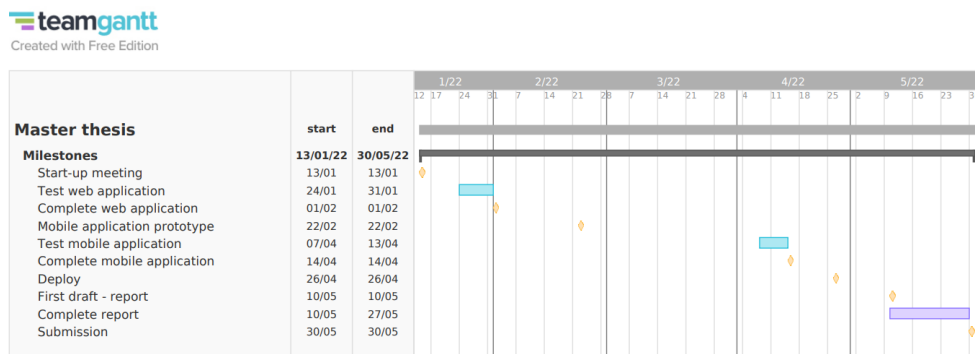 teamgantt
Created with Free Edition
1/22 2/22 3/22 4/22 5/22
12 17 24 31 7 14 21 28 7 14 21 28 4 11 18 25 2 9 16 23 3
Master thesis start end
Milestones 13/01/22 30/05/22
Start-up meeting 13/01 13/01
Test web application 24/01 31/01
Complete web application 01/02 01/02
Mobile application prototype 22/02 22/02
Test mobile application 07/04 13/04
Complete mobile application 14/04 14/04
Deploy 26/04 26/04
First draft - report 10/05 10/05
Complete report 10/05 27/05
Submission 30/05 30/05